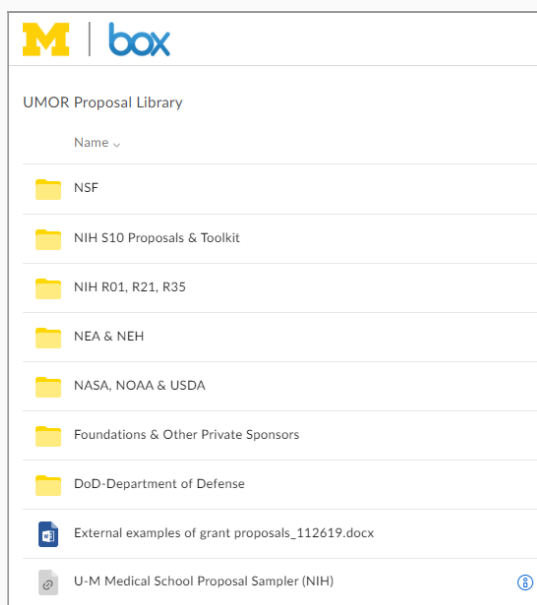 M | box
UMOR Proposal Library
Name
NSF
NIH S10 Proposals & Toolkit
NIH R01, R21, R35
NEA & NEH
NASA, NOAA & USDA
Foundations & Other Private Sponsors
DoD-Department of Defense
External examples of grant proposals_112619.docx
U-M Medical School Proposal Sampler (NIH)